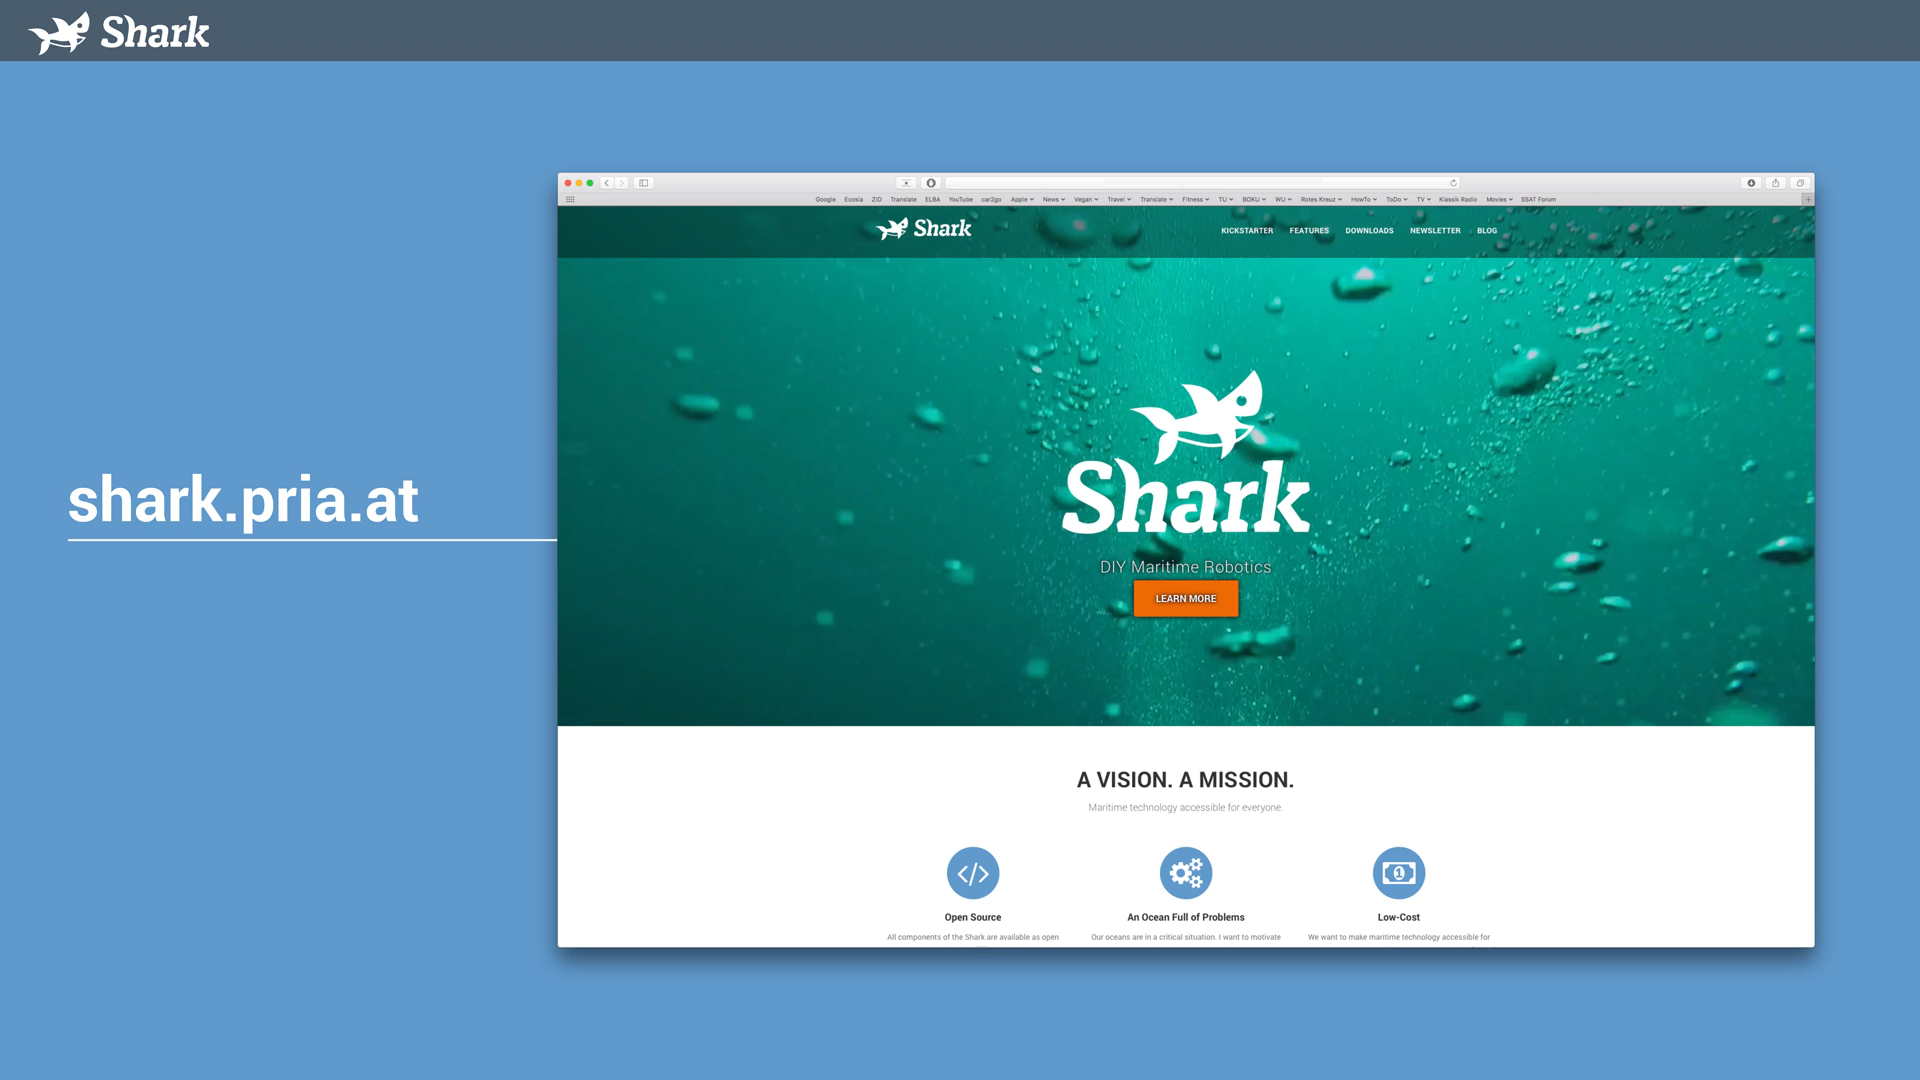 Shark
shark.pria.at
Google Ecosia ZID Translate ELBA YouTube car2go Apple News Vegan Travel Translate Fitness TU BOKU WU Rotes Kreuz HowTo ToDo TV Klassik Radio Movies SSAT Forum
Shark KICKSTARTER FEATURES DOWNLOADS NEWSLETTER BLOG
Shark
DIY Maritime Robotics
LEARN MORE
A VISION. A MISSION.
Maritime technology accessible for everyone.
Open Source
All components of the Shark are available as open
An Ocean Full of Problems
Our oceans are in a critical situation. I want to motivate
Low-Cost
We want to make maritime technology accessible for